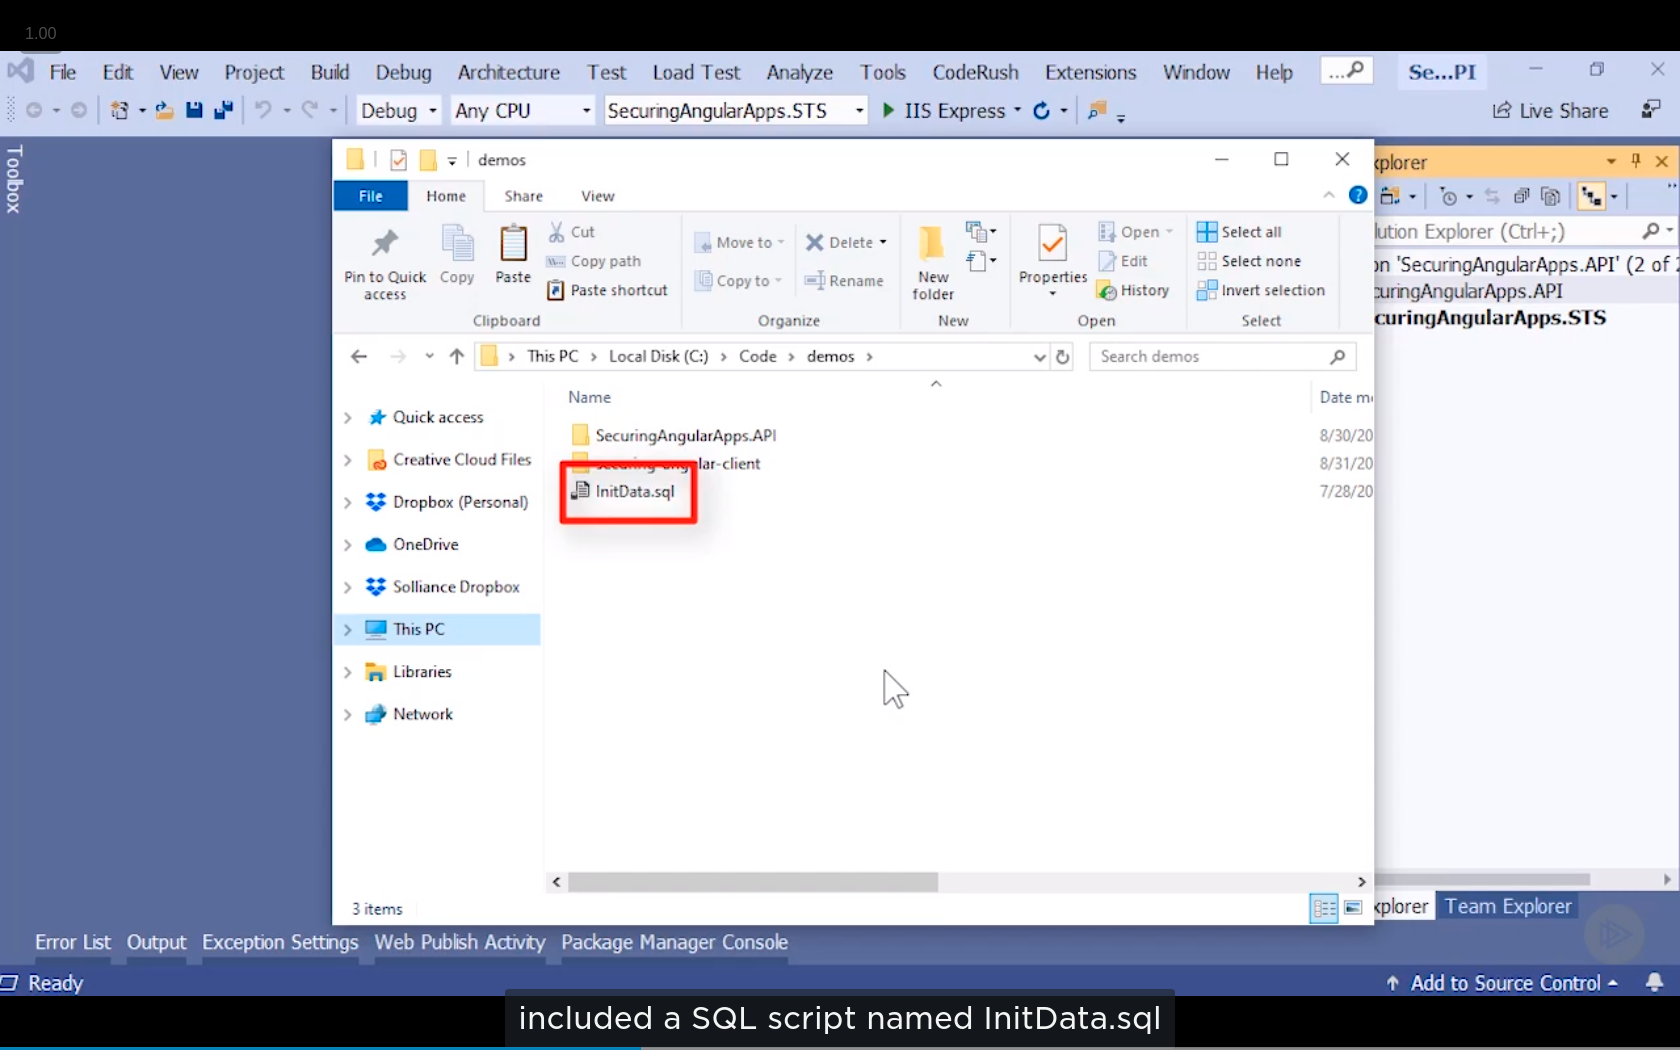 1.00
File Edit View Project Build Debug Architecture Test Load Test Analyze Tools CodeRush Extensions Window Help ... Se...PI
Debug Any CPU SecuringAngularApps.STS IIS Express Live Share
Toolbox
demos
xplorer
File Home Share View
Pin to Quick access
Copy
Paste
Cut
Copy path
Paste shortcut
Clipboard
Move to
Copy to
Delete
Rename
Organize
New folder
New
Properties
Open
Edit
History
Open
Select all
Select none
Invert selection
Select
lution Explorer (Ctrl+;)
on 'SecuringAngularApps.API' (2 of 2
curingAngularApps.API
curingAngularApps.STS
This PC > Local Disk (C:) > Code > demos >
Search demos
Name Date m
Quick access
Creative Cloud Files
Dropbox (Personal)
OneDrive
Solliance Dropbox
This PC
Libraries
Network
SecuringAngularApps.API 8/30/20
securing-angular-client 8/31/20
InitData.sql 7/28/20
3 items
xplorer Team Explorer
Error List Output Exception Settings Web Publish Activity Package Manager Console
Ready Add to Source Control
included a SQL script named InitData.sql